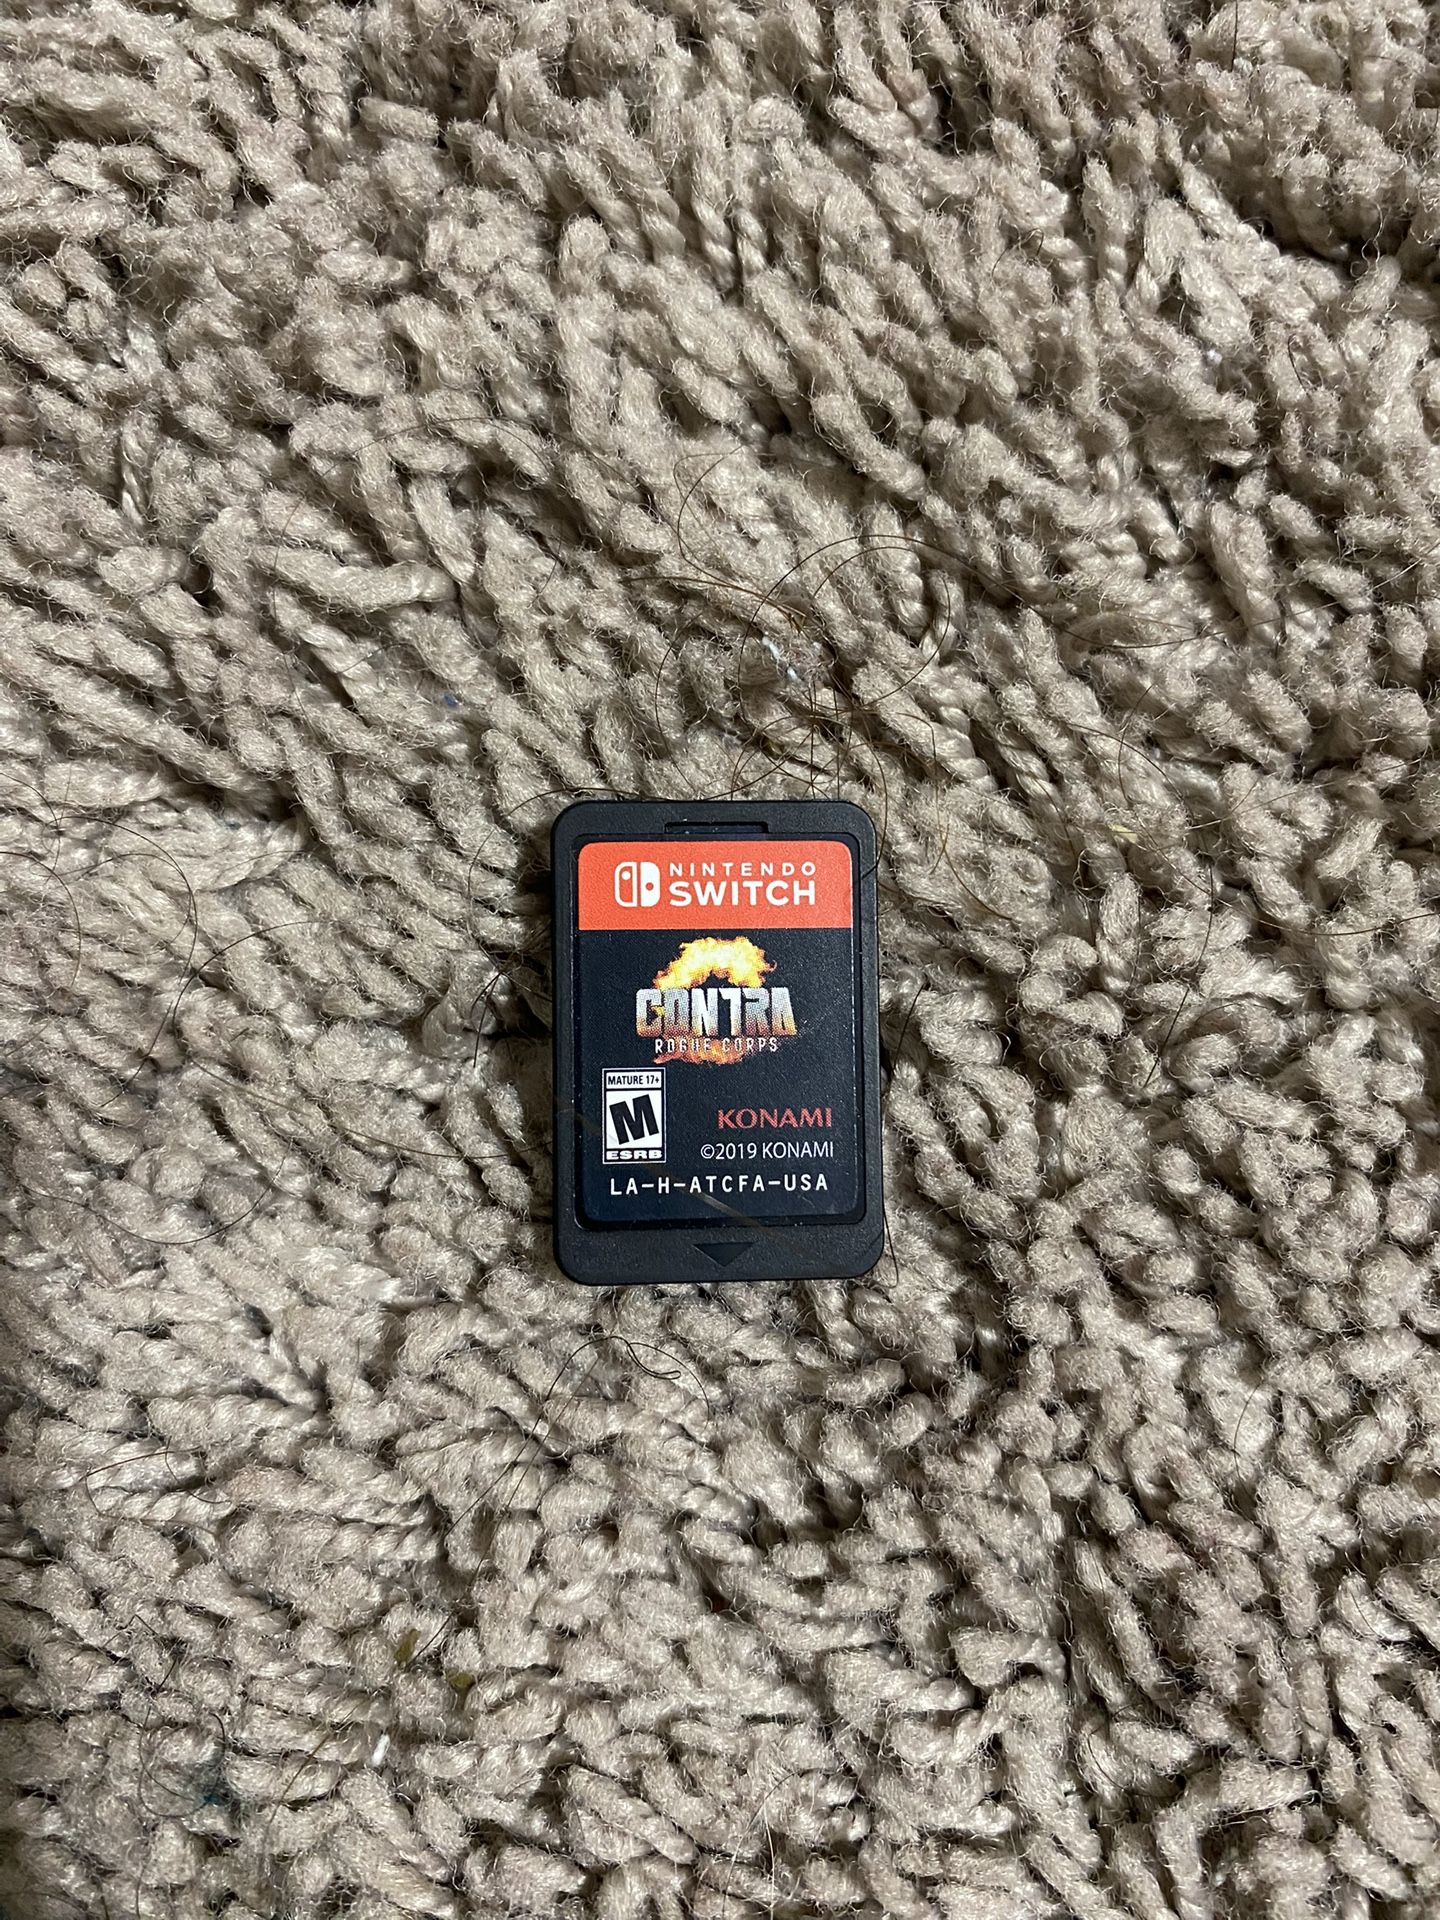 NINTENDO
SWITCH
CONTRA
ROGUE CORPS
MATURE 17+
M
ESRB
KONAMI
©2019 KONAMI
LA-H-ATCFA-USA